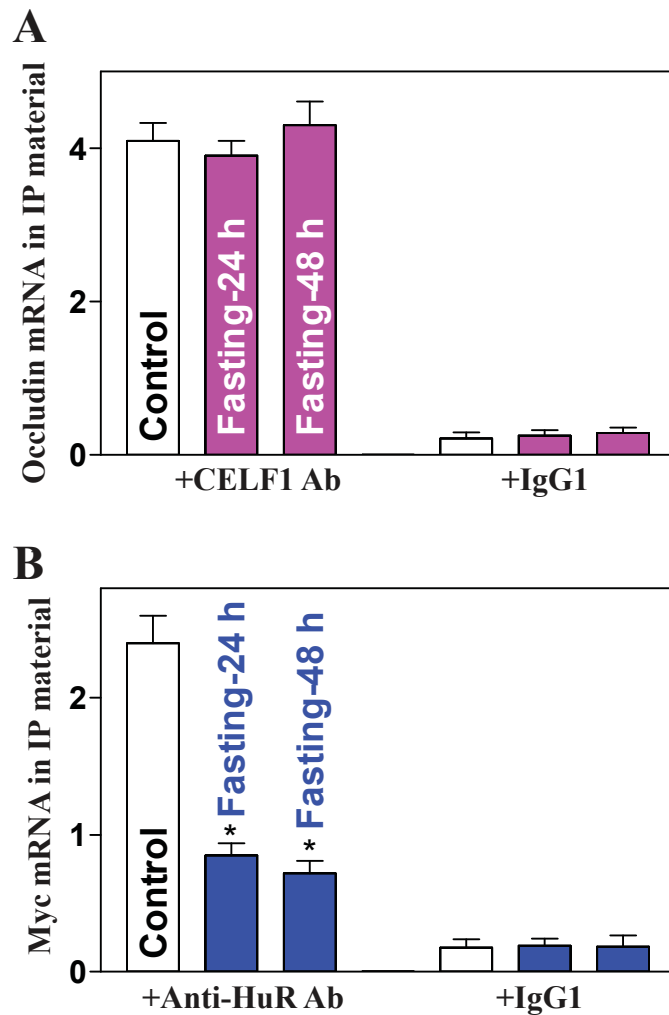 A
Occludin mRNA in IP material
4
2
0
Control
Fasting-24 h
Fasting-48 h
+CELF1 Ab
+IgG1
B
Myc mRNA in IP material
2
1
0
Control
*Fasting-24 h
*Fasting-48 h
+Anti-HuR Ab
+IgG1